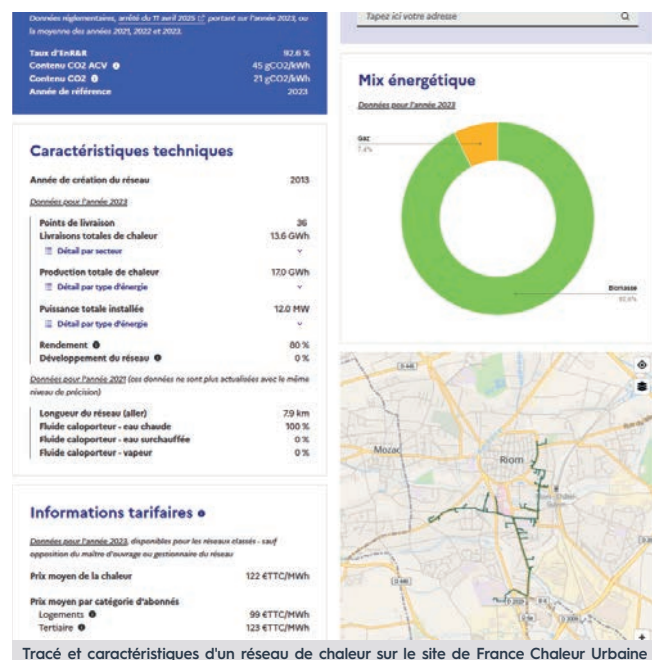 Données réglementaires, arrêté du 11 avril 2025 portant sur l'année 2023, ou
la moyenne des années 2021, 2022 et 2023.
Taux d'EnR&R 92.6 %
Contenu CO2 ACV 45 gCO2/kWh
Contenu CO2 21 gCO2/kWh
Année de référence 2023
Caractéristiques techniques
Année de création du réseau 2013
Données pour l'année 2023
Points de livraison 36
Livraisons totales de chaleur 13.6 GWh
Détail par secteur
Production totale de chaleur 17.0 GWh
Détail par type d'énergie
Puissance totale installée 12.0 MW
Détail par type d'énergie
Rendement 80 %
Développement du réseau 0 %
Données pour l'année 2021 (ces données ne sont plus actualisées avec le même
niveau de précision)
Longueur du réseau (aller) 7.9 km
Fluide caloporteur - eau chaude 100 %
Fluide caloporteur - eau surchauffée 0 %
Fluide caloporteur - vapeur 0 %
Informations tarifaires
Données pour l'année 2023, disponibles pour les réseaux classés - sauf
opposition du maître d'ouvrage ou gestionnaire du réseau
Prix moyen de la chaleur 122 €TTC/MWh
Prix moyen par catégorie d'abonnés
Logements 99 €TTC/MWh
Tertiaire 123 €TTC/MWh
Tapez ici votre adresse
Mix énergétique
Données pour l'année 2023
Gaz
7,4%
Biomasse
92,6%
D 446
Mozac
Riom
D 446
D 2029
Tracé et caractéristiques d'un réseau de chaleur sur le site de France Chaleur Urbaine